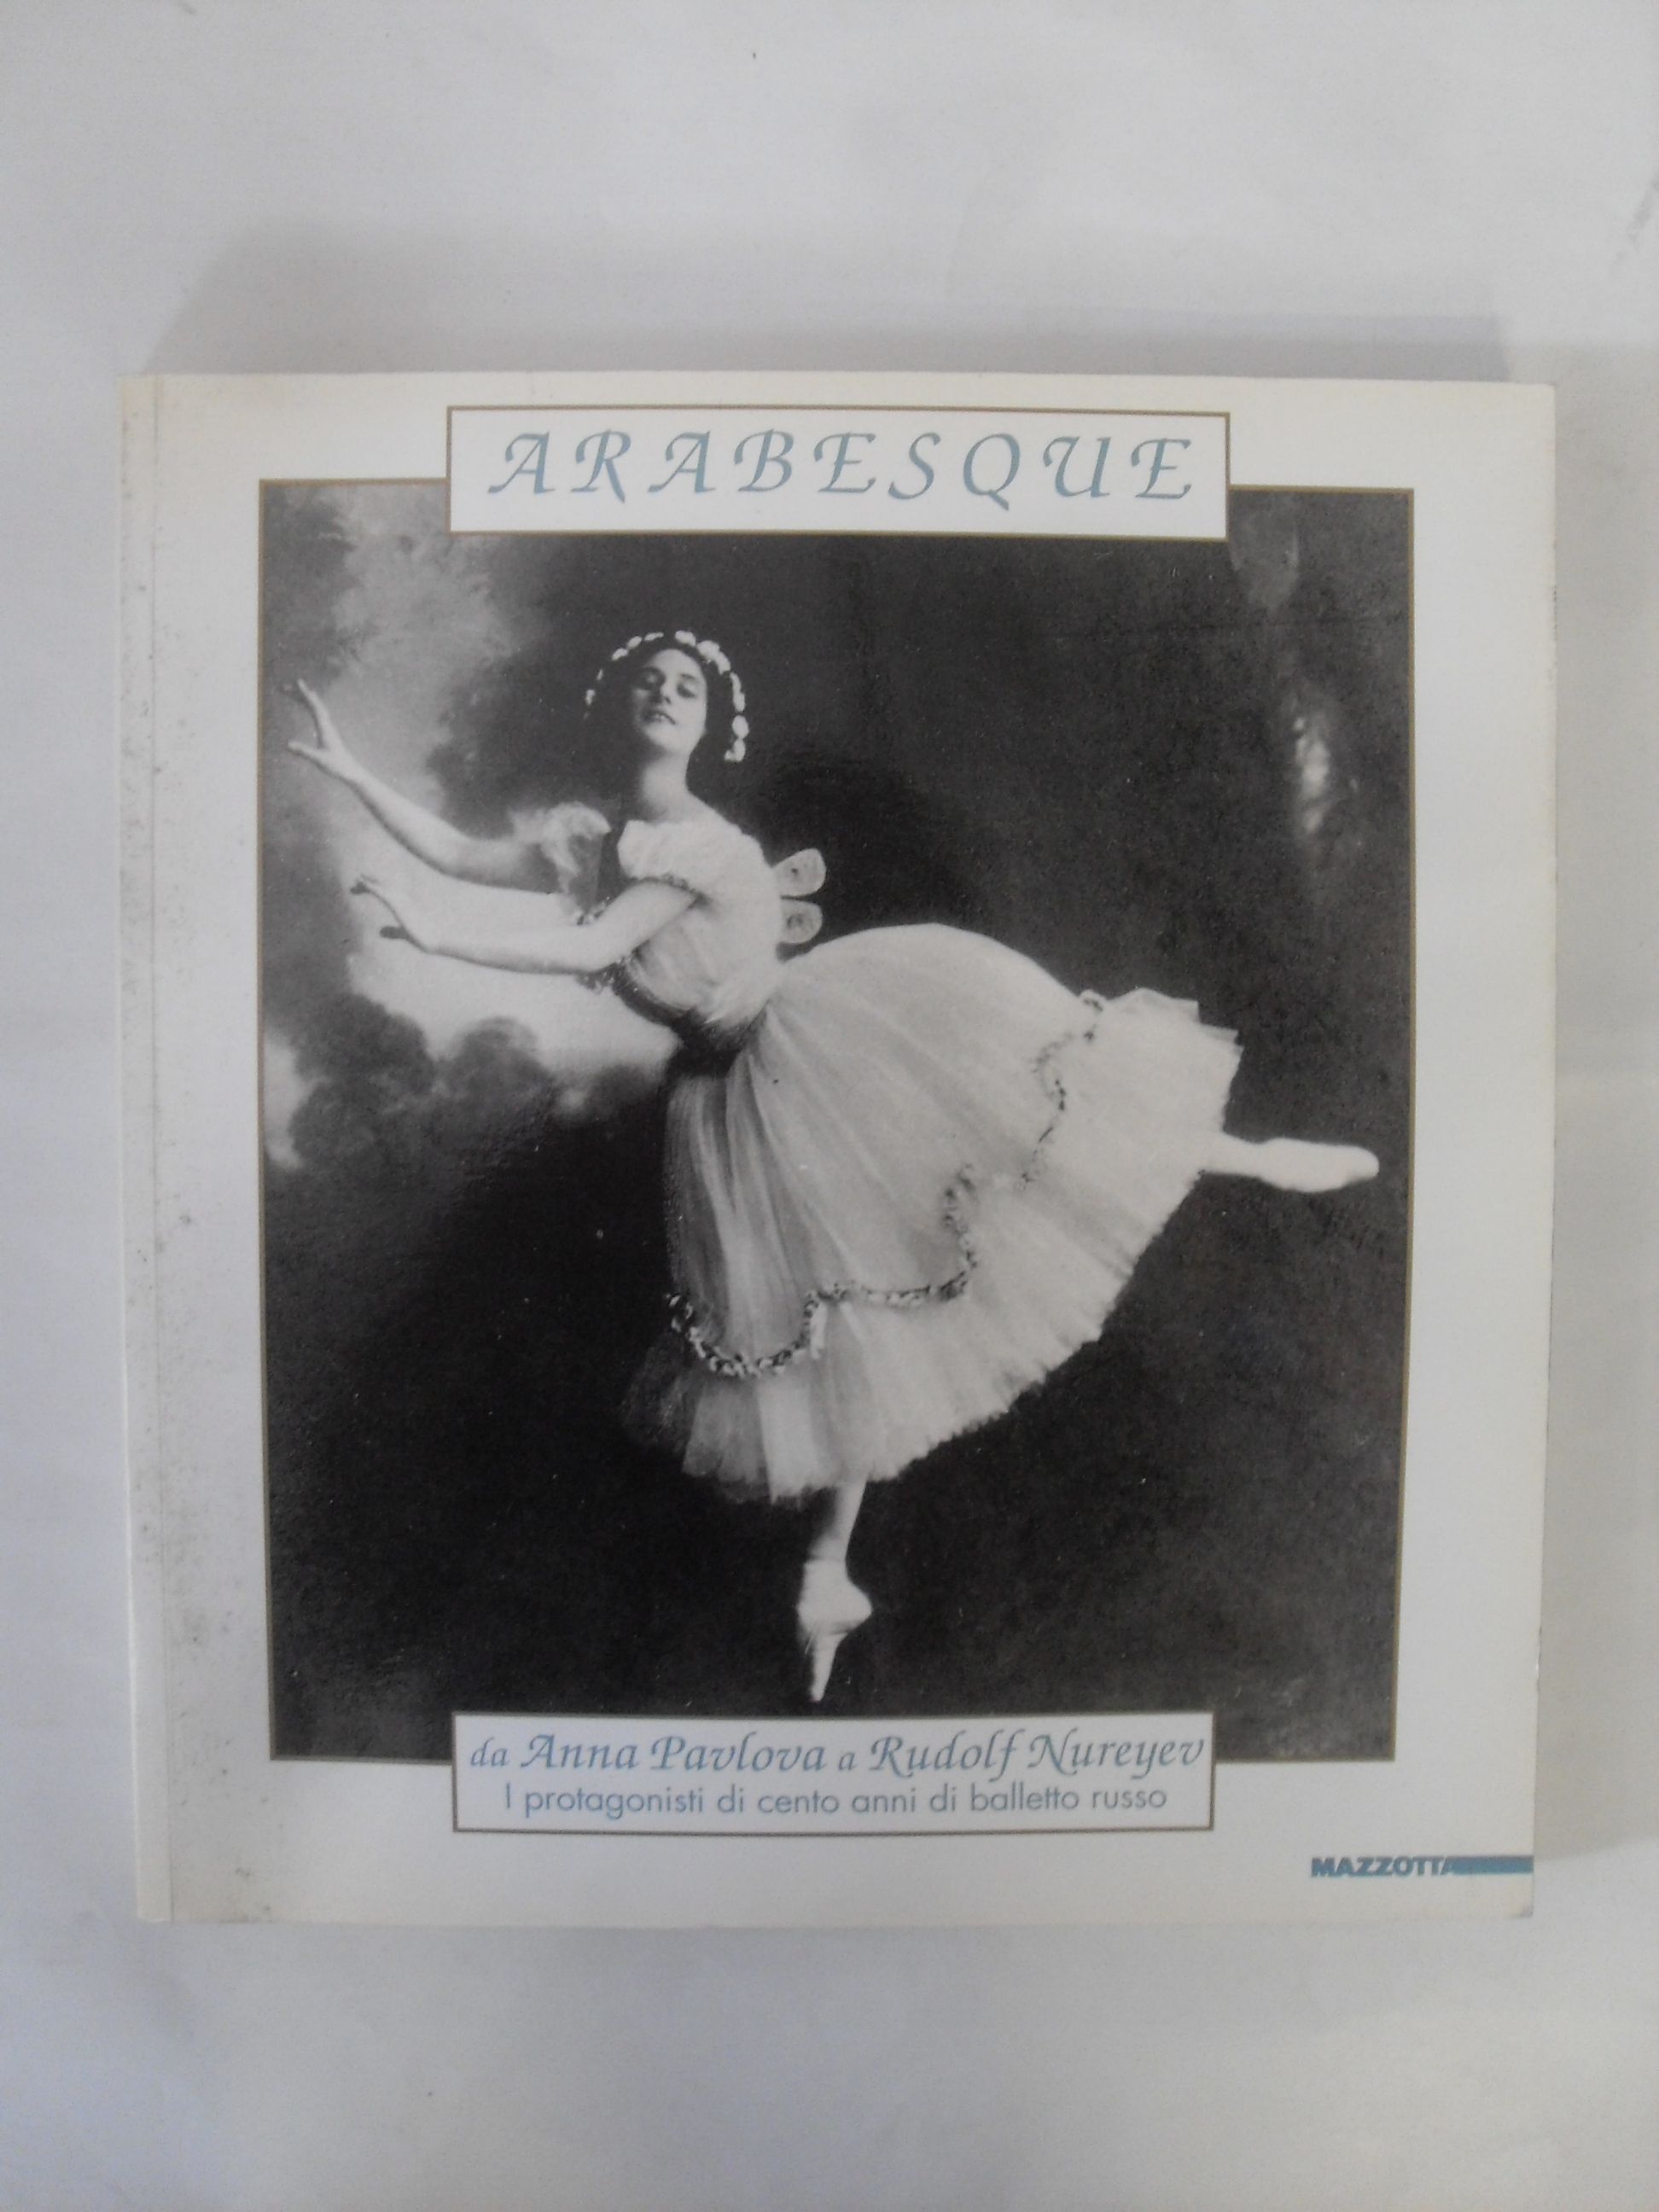 ARABESQUE
da Anna Pavlova a Rudolf Nureyev
I protagonisti di cento anni di balletto russo
MAZZOTTA